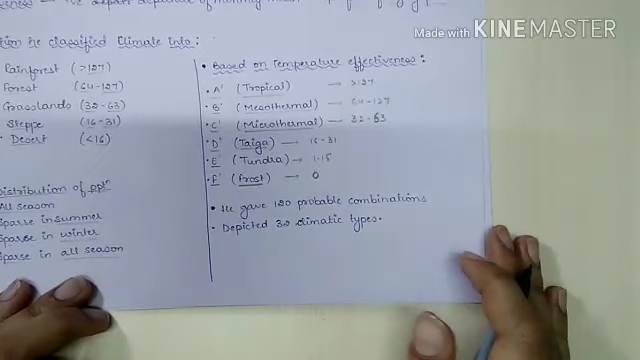 Made with KINEMASTER
he classified Climate into:
Rainforest (>127)
Forest (64-127)
Grasslands (32-63)
Steppe (16-31)
Desert (<16)
Distribution of pptn
All season
Sparse in summer
Sparse in winter
Sparse in all season
Based on Temperature effectiveness:
A' (Tropical) → >127
B' (Mesothermal) → 64-127
C' (Microthermal) → 32-63
D' (Taiga) → 16-31
E' (Tundra) → 1-15
F' (Frost) → 0
He gave 120 probable combinations
Depicted 32 climatic types.